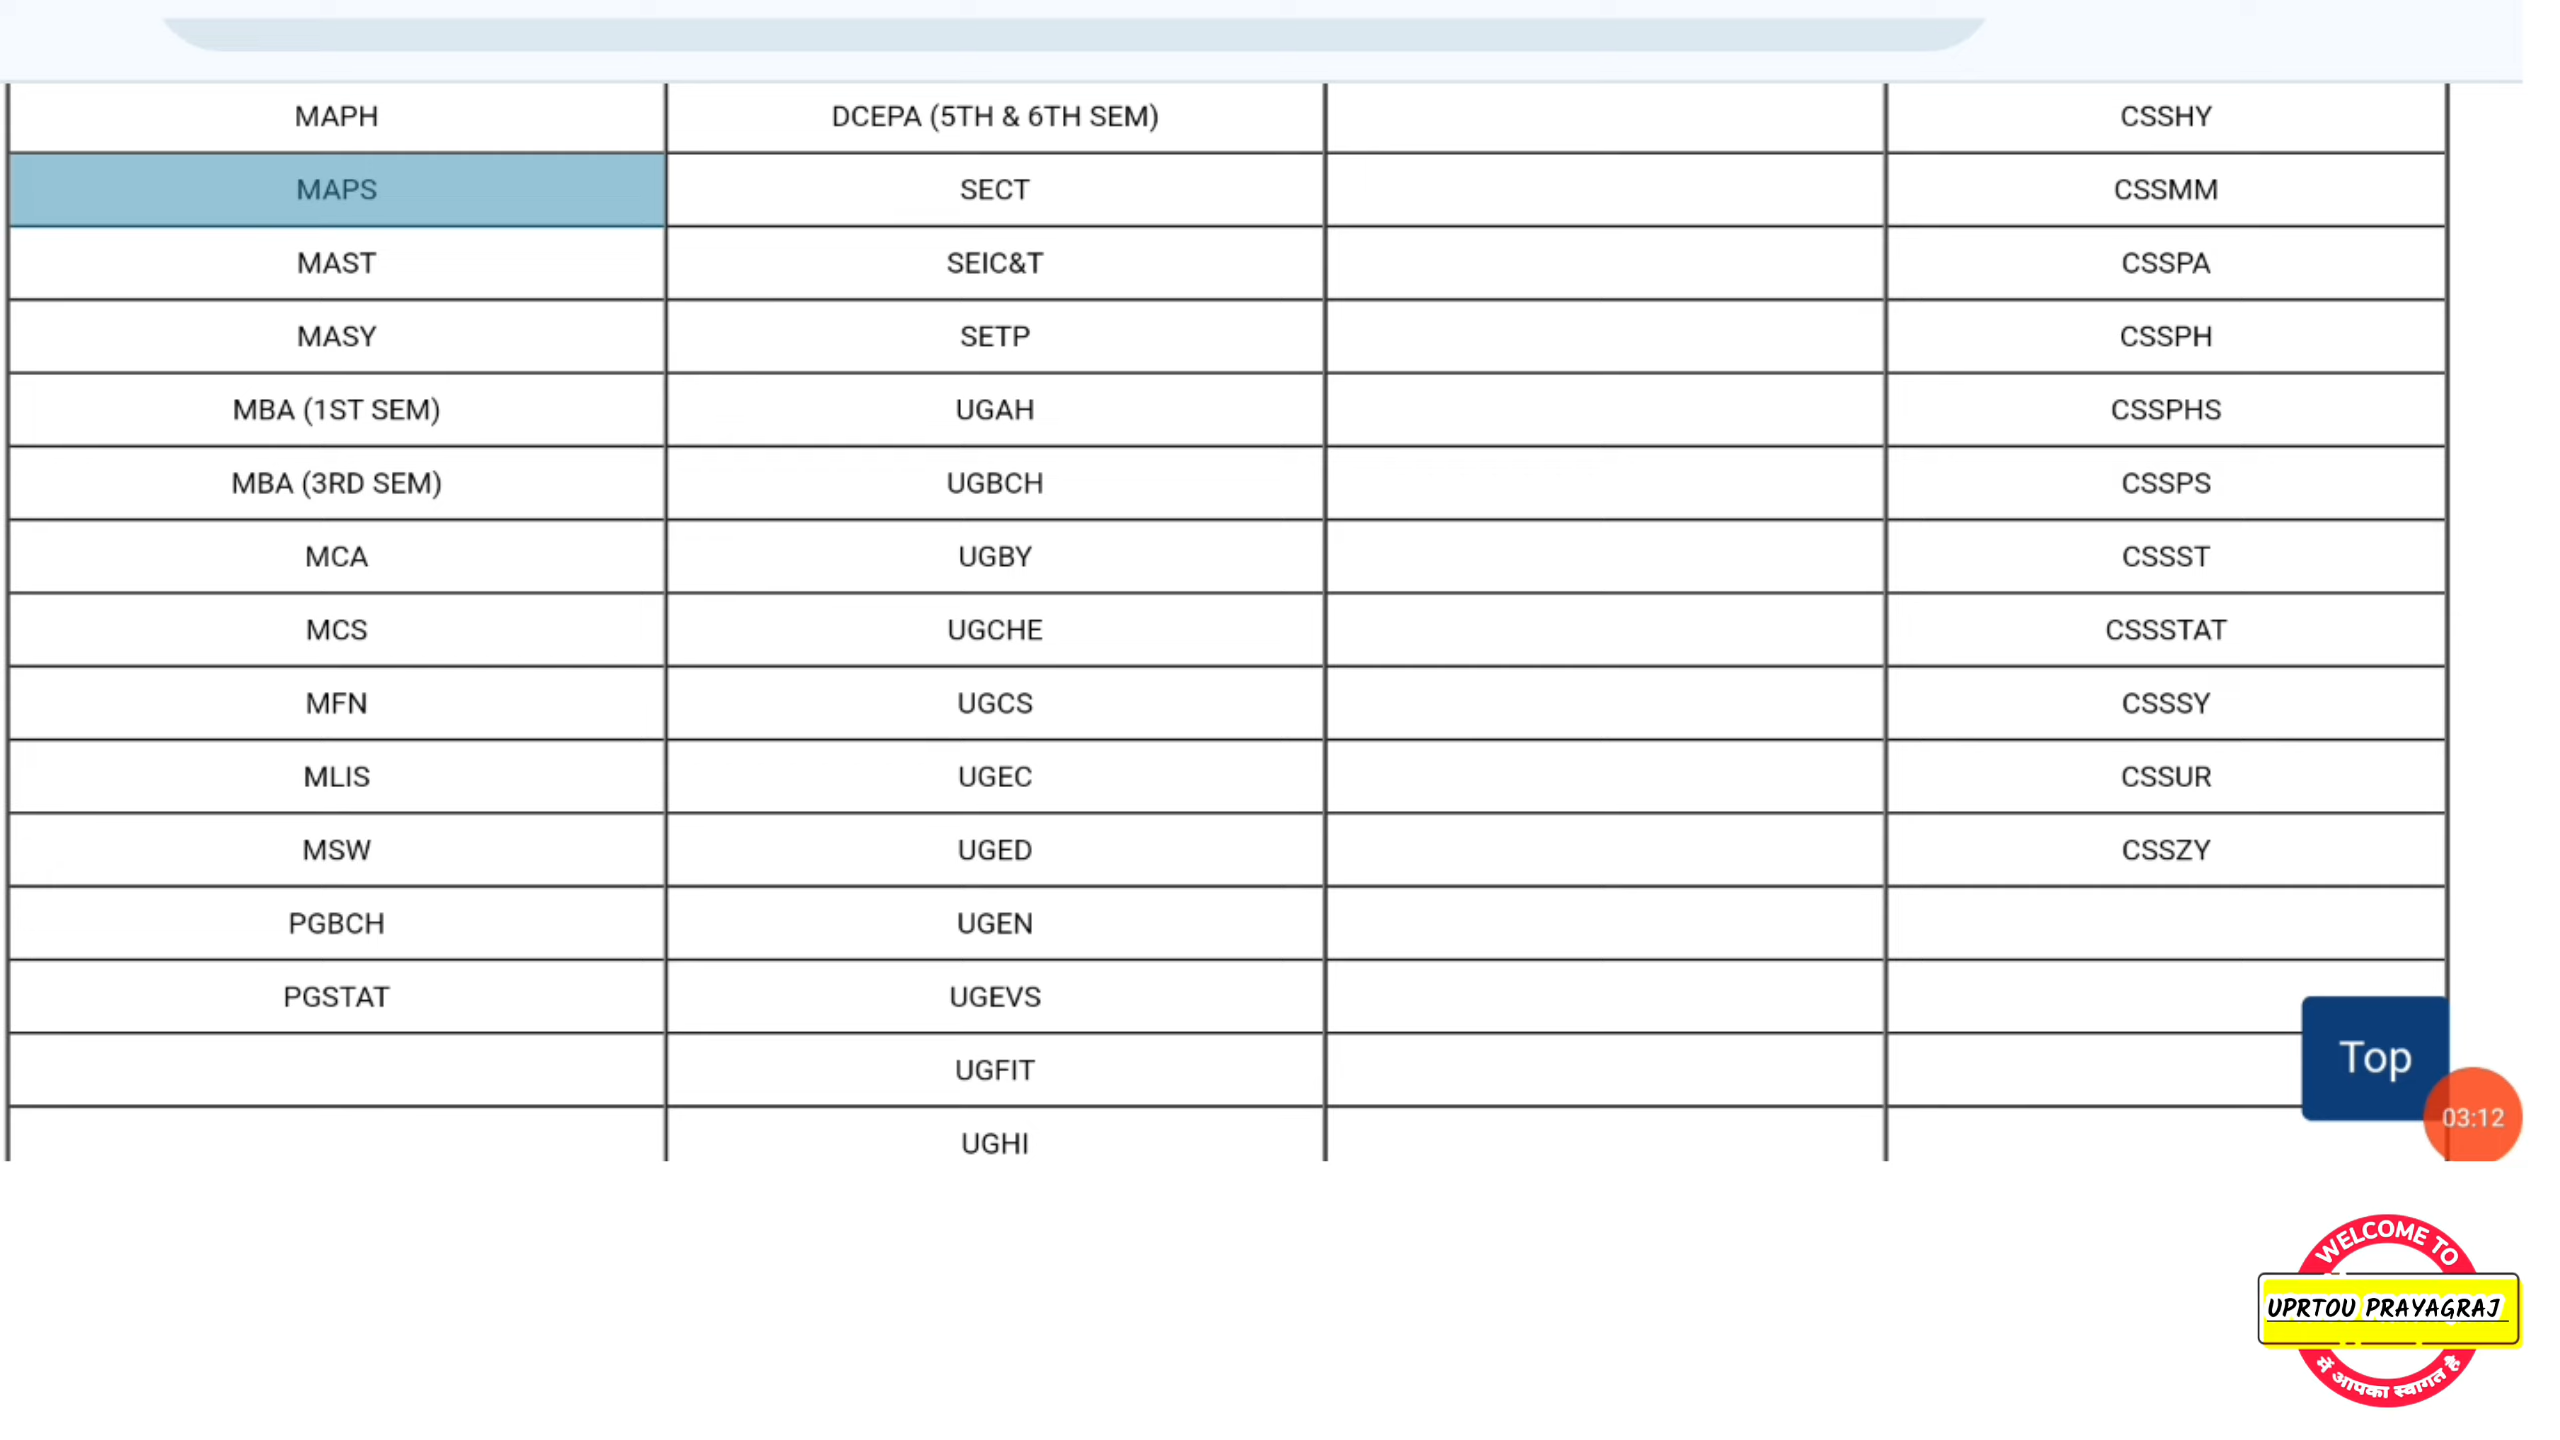 MAPH DCEPA (5TH & 6TH SEM) CSSHY
MAPS SECT CSSMM
MAST SEIC&T CSSPA
MASY SETP CSSPH
MBA (1ST SEM) UGAH CSSPHS
MBA (3RD SEM) UGBCH CSSPS
MCA UGBY CSSST
MCS UGCHE CSSSTAT
MFN UGCS CSSSY
MLIS UGEC CSSUR
MSW UGED CSSZY
PGBCH UGEN
PGSTAT UGEVS
UGFIT
Top
03:12
UGHI
WELCOME TO
UPRTOU PRAYAGRAJ
में आपका स्वागत है